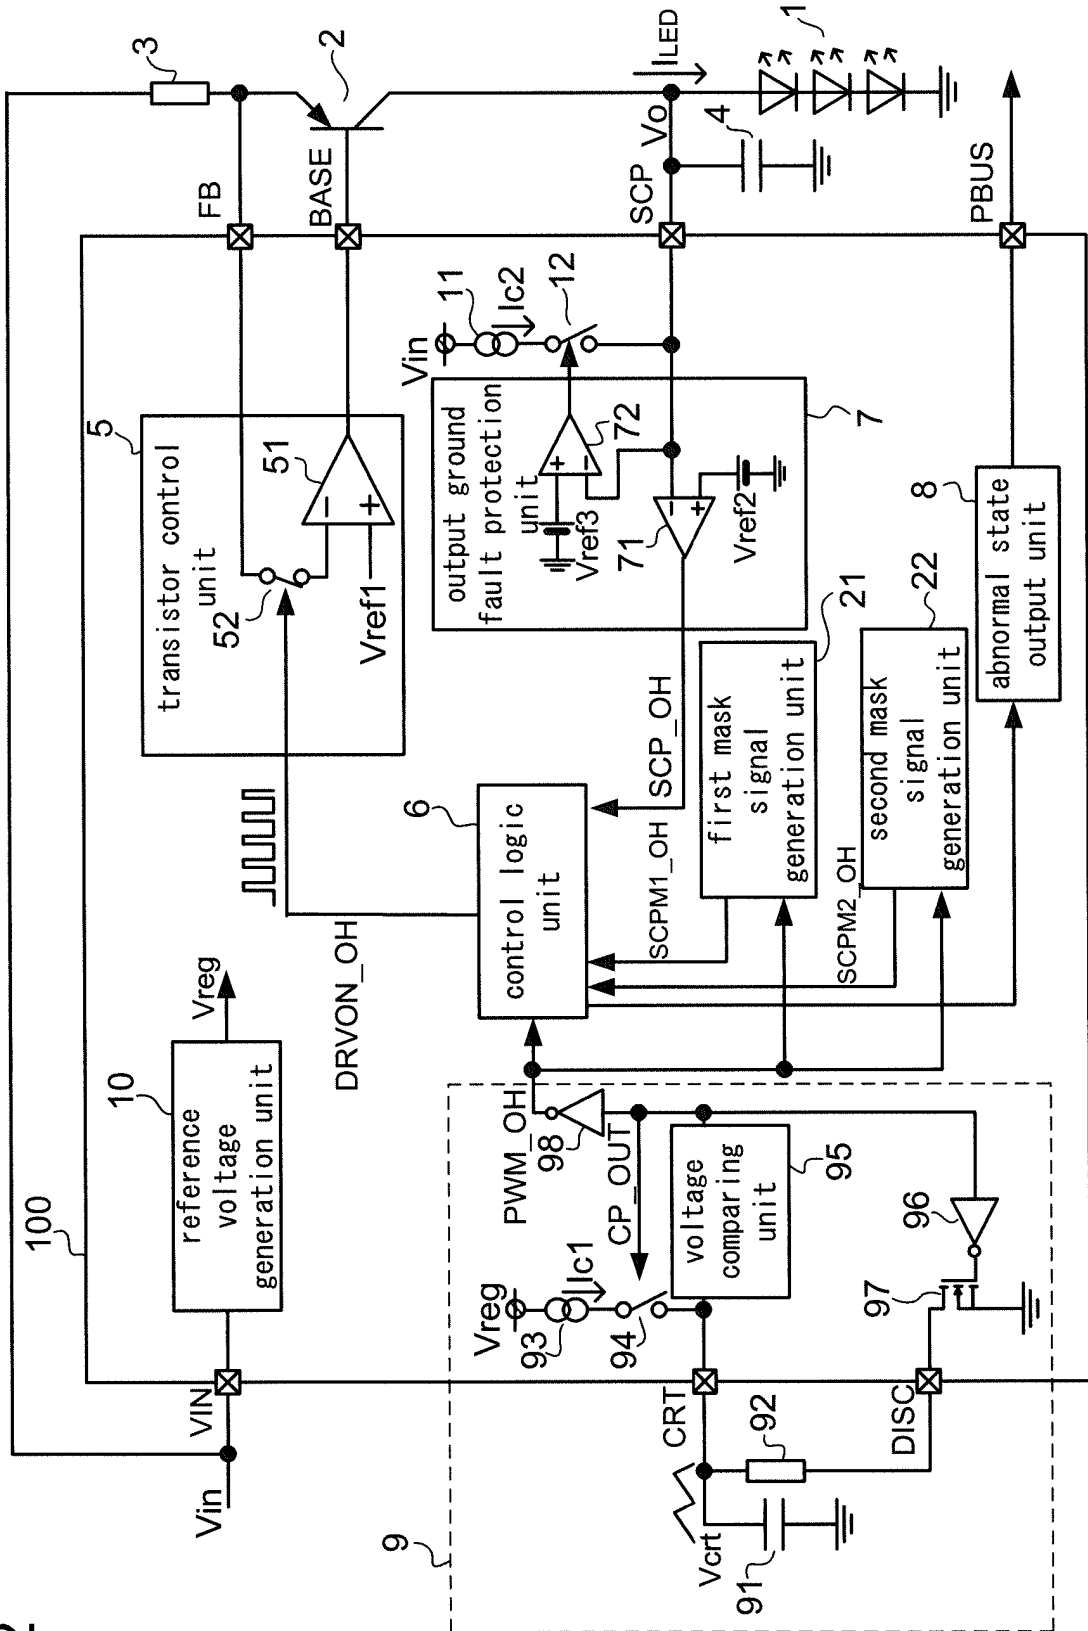 Vin
VIN
100
10
reference
voltage
generation unit
Vreg
DRVON_OH
5
transistor control
unit
52
51
Vref1
FB
BASE
3
2
6
control logic
unit
Vin
11
Ic2
12
output ground
fault protection
unit
72
Vref3
71
Vref2
7
SCP
Vo
4
ILED
1
SCP_OH
SCPM1_OH
first mask
signal
generation unit
21
SCPM2_OH
second mask
signal
generation unit
22
8
abnormal state
output unit
PBUS
9
PWM_OH
98
CP_OUT
Vreg
93
Ic1
94
voltage
comparing
unit
95
96
97
CRT
DISC
92
Vcrt
91